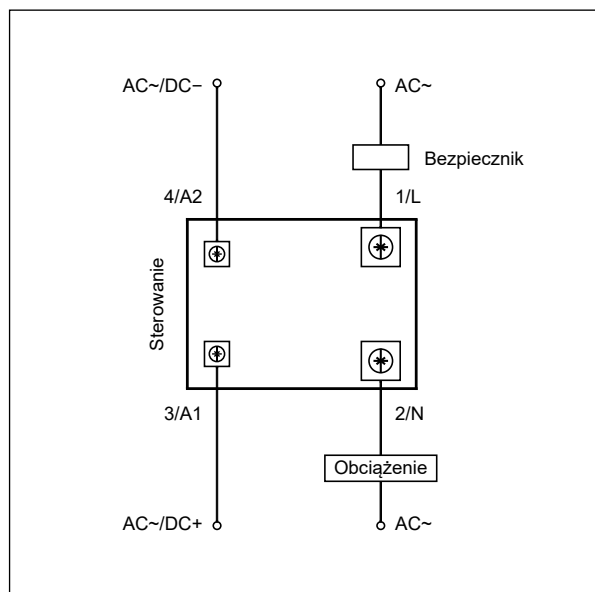 AC~/DC−
AC~
Bezpiecznik
4/A2
1/L
Sterowanie
3/A1
2/N
Obciążenie
AC~/DC+
AC~